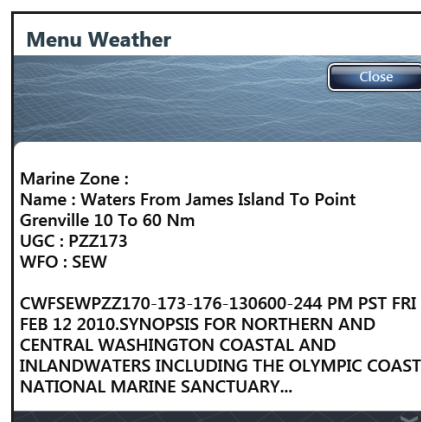 Menu Weather
Close
Marine Zone :
Name : Waters From James Island To Point
Grenville 10 To 60 Nm
UGC : PZZ173
WFO : SEW
CWFSEWPZZ170-173-176-130600-244 PM PST FRI
FEB 12 2010.SYNOPSIS FOR NORTHERN AND
CENTRAL WASHINGTON COASTAL AND
INLANDWATERS INCLUDING THE OLYMPIC COAST
NATIONAL MARINE SANCTUARY...